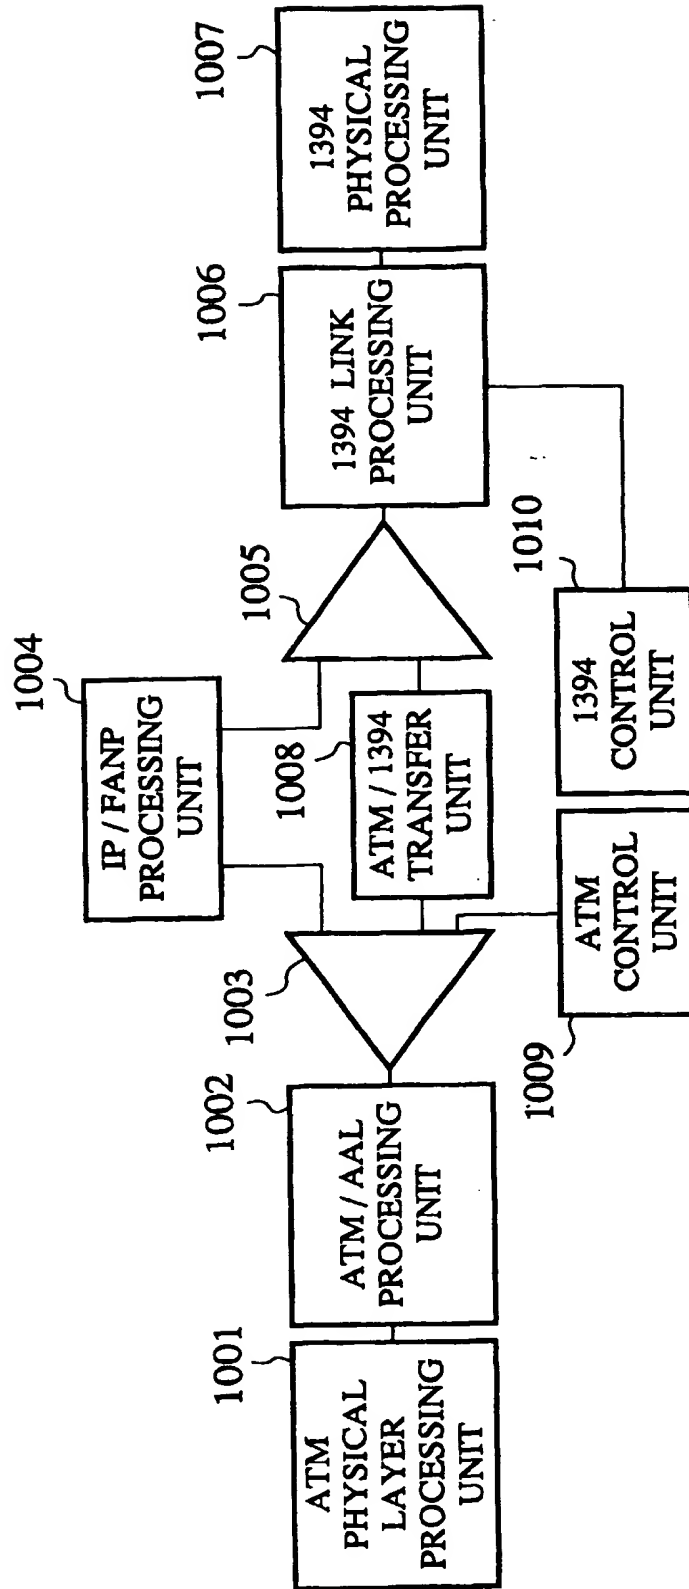 1001
ATM
PHYSICAL
LAYER
PROCESSING
UNIT
1002
ATM / AAL
PROCESSING
UNIT
1003
1004
IP / FANP
PROCESSING
UNIT
1008
ATM / 1394
TRANSFER
UNIT
1009
ATM
CONTROL
UNIT
1005
1006
1394 LINK
PROCESSING
UNIT
1007
1394
PHYSICAL
PROCESSING
UNIT
1010
1394
CONTROL
UNIT